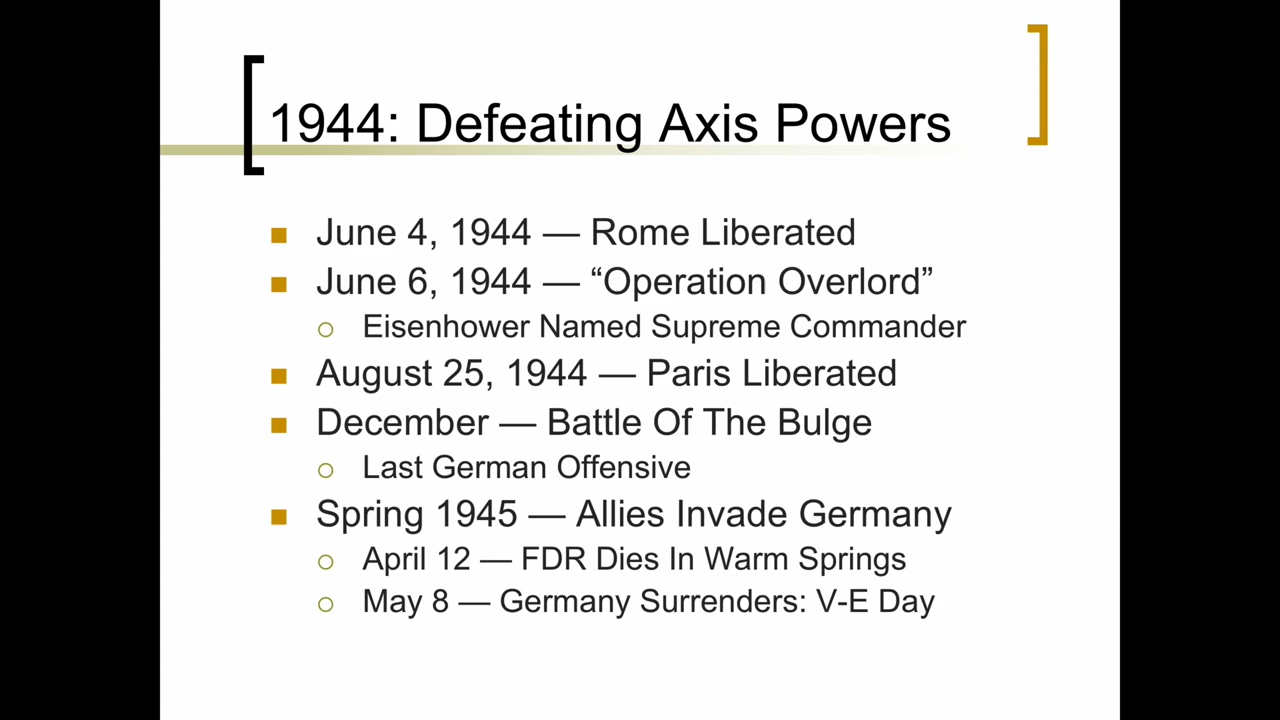 1944: Defeating Axis Powers
June 4, 1944 — Rome Liberated
June 6, 1944 — “Operation Overlord”
Eisenhower Named Supreme Commander
August 25, 1944 — Paris Liberated
December — Battle Of The Bulge
Last German Offensive
Spring 1945 — Allies Invade Germany
April 12 — FDR Dies In Warm Springs
May 8 — Germany Surrenders: V-E Day